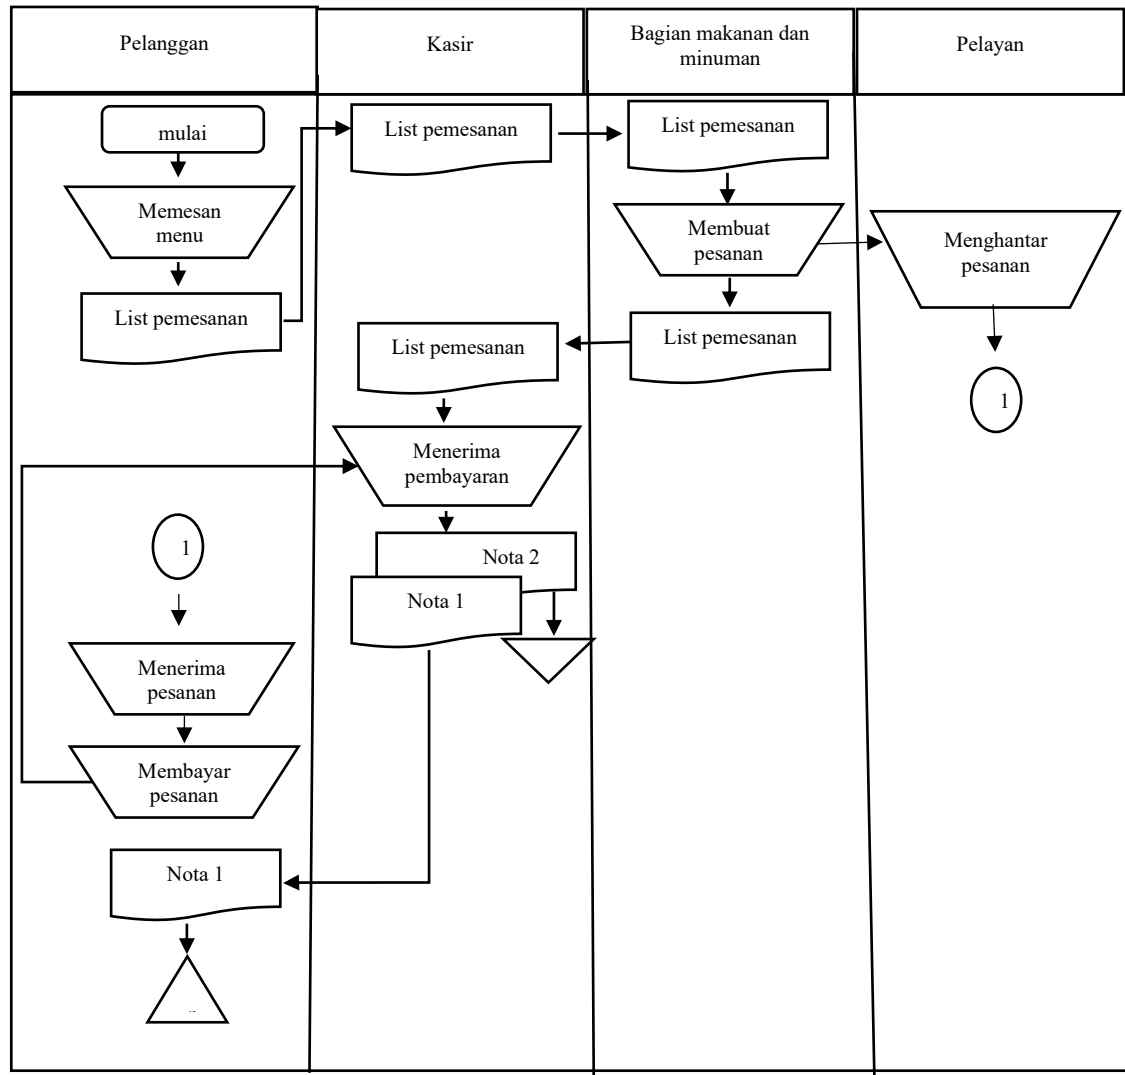 Pelanggan
Kasir
Bagian makanan dan
minuman
Pelayan
mulai
Memesan
menu
List pemesanan
List pemesanan
List pemesanan
Membuat
pesanan
Menghantar
pesanan
List pemesanan
List pemesanan
1
Menerima
pembayaran
Nota 2
Nota 1
1
Menerima
pesanan
Membayar
pesanan
Nota 1